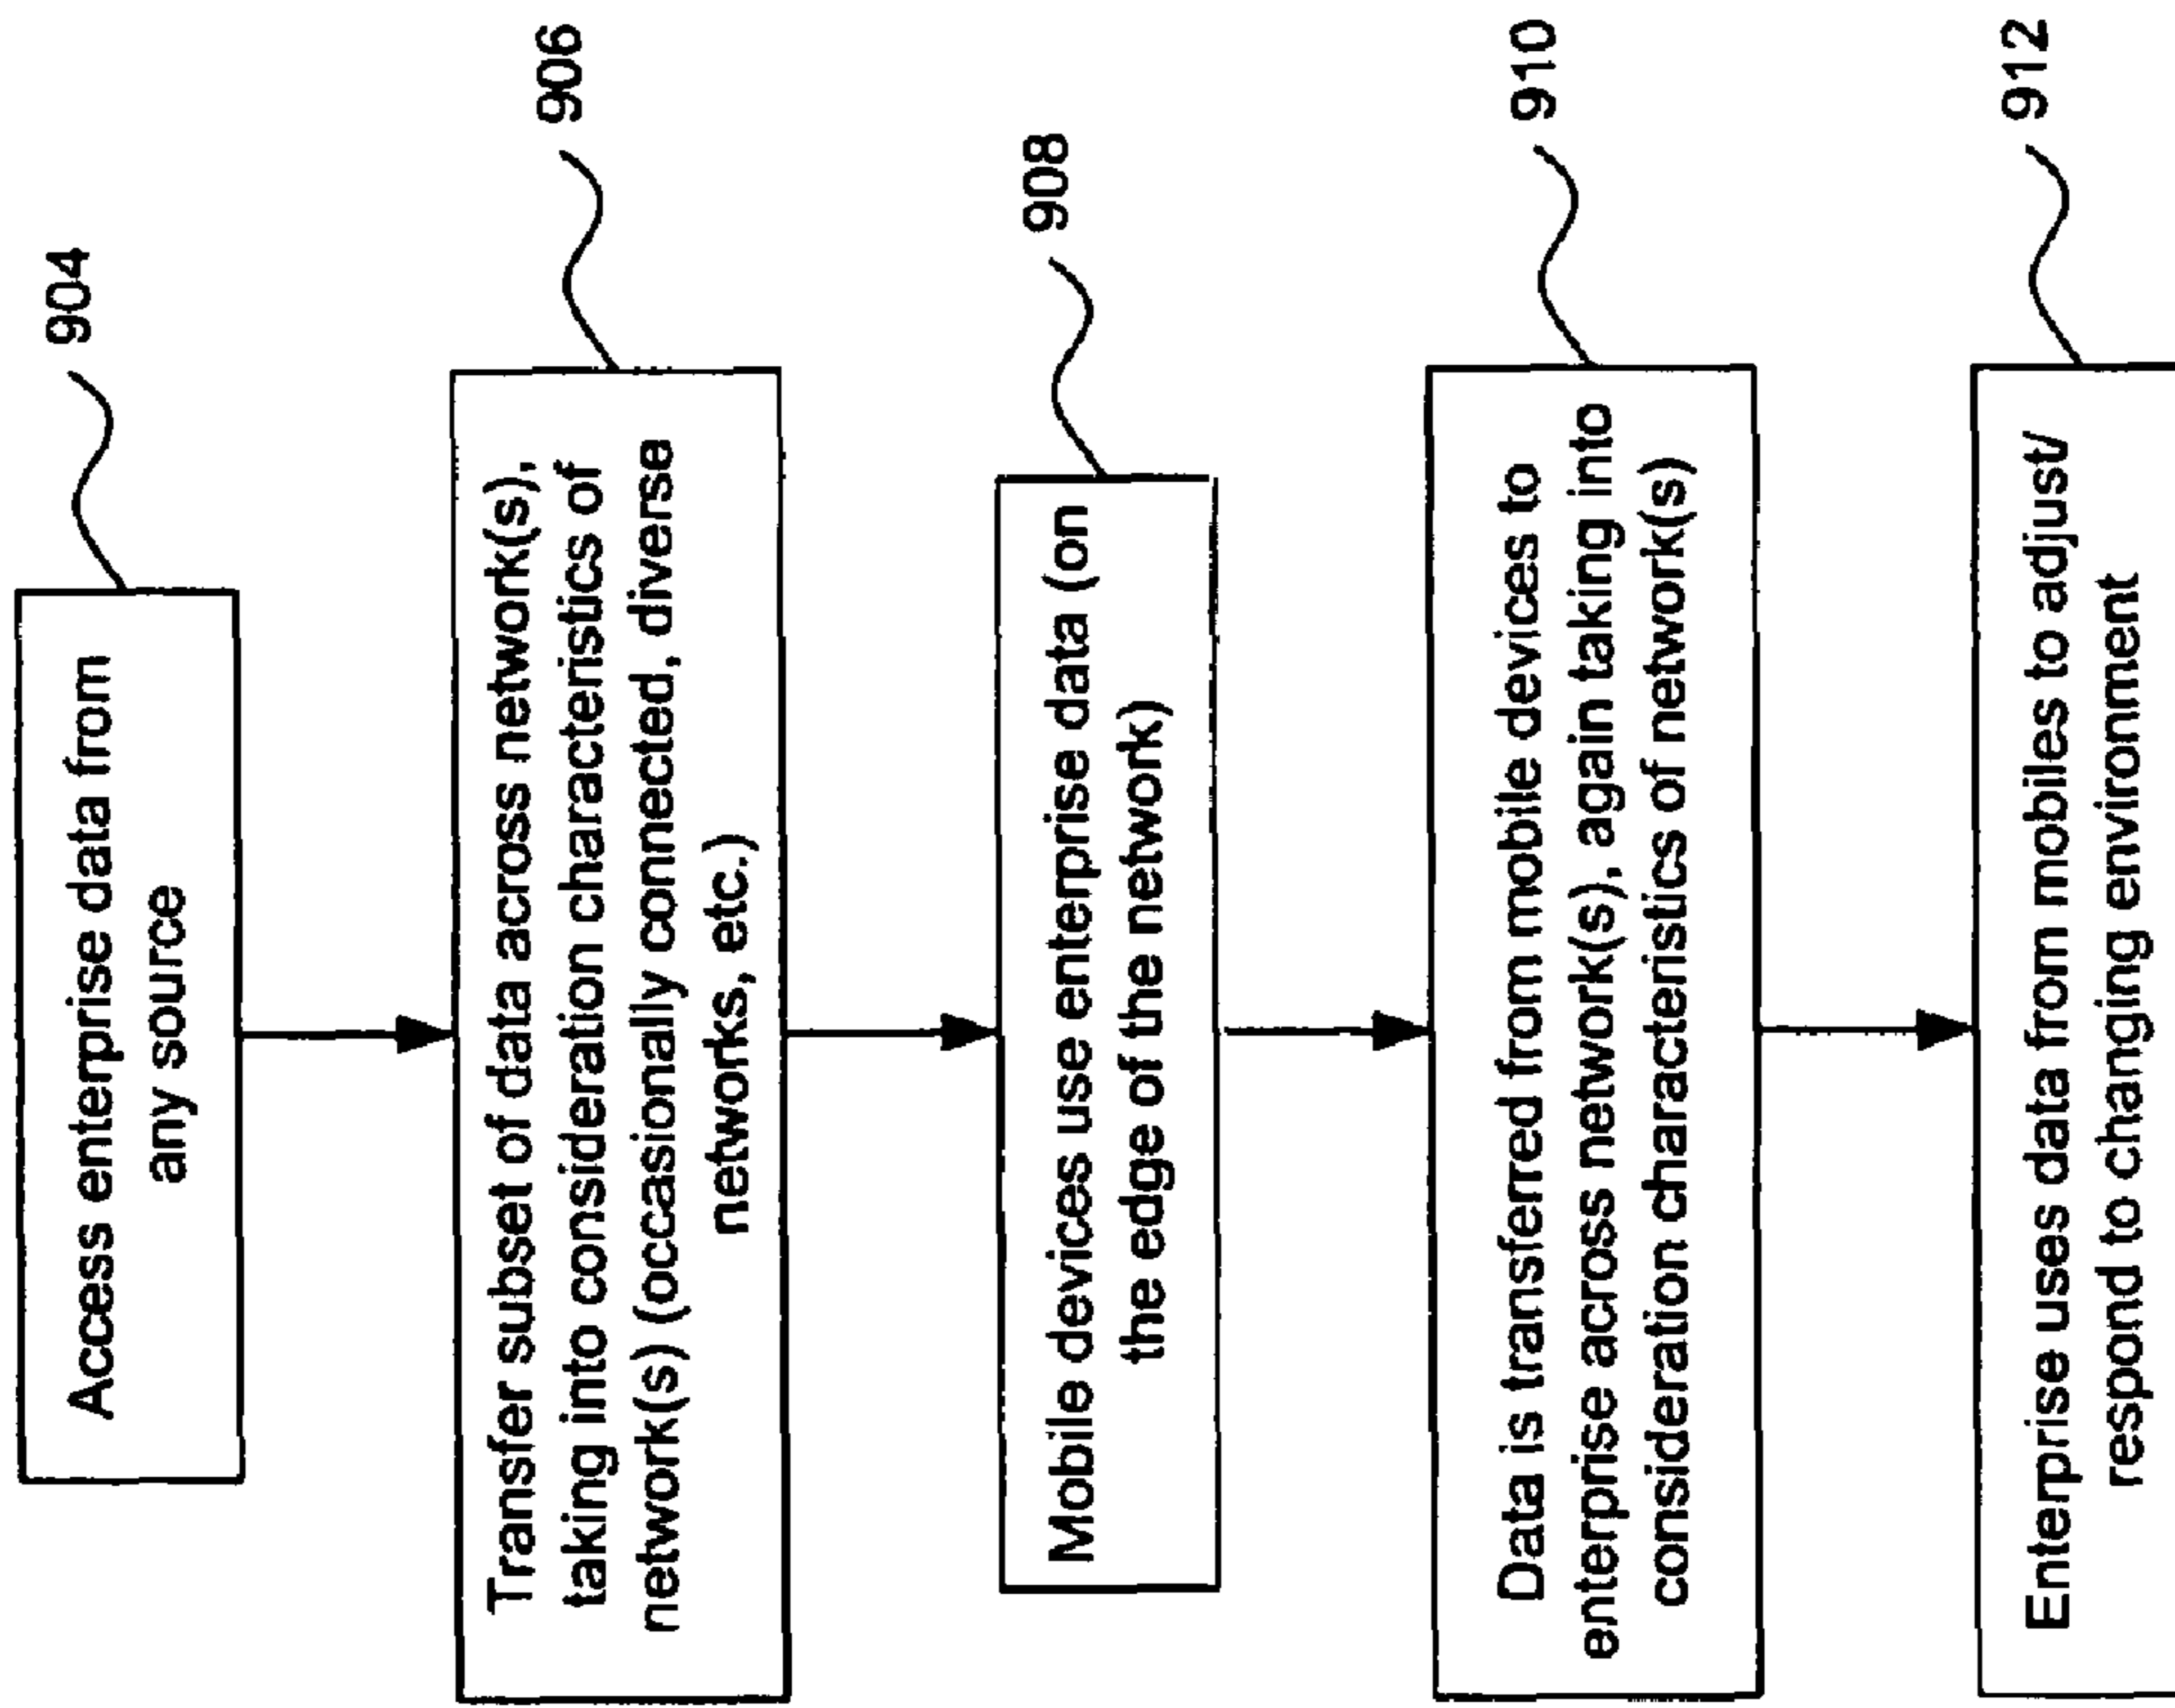 904
Access enterprise data from
any source
906
Transfer subset of data across network(s),
taking into consideration characteristics of
network(s) (occasionally connected, diverse
networks, etc.)
908
Mobile devices use enterprise data (on
the edge of the network)
910
Data is transferred from mobile devices to
enterprise across network(s), again taking into
consideration characteristics of network(s)
912
Enterprise uses data from mobiles to adjust/
respond to changing environment